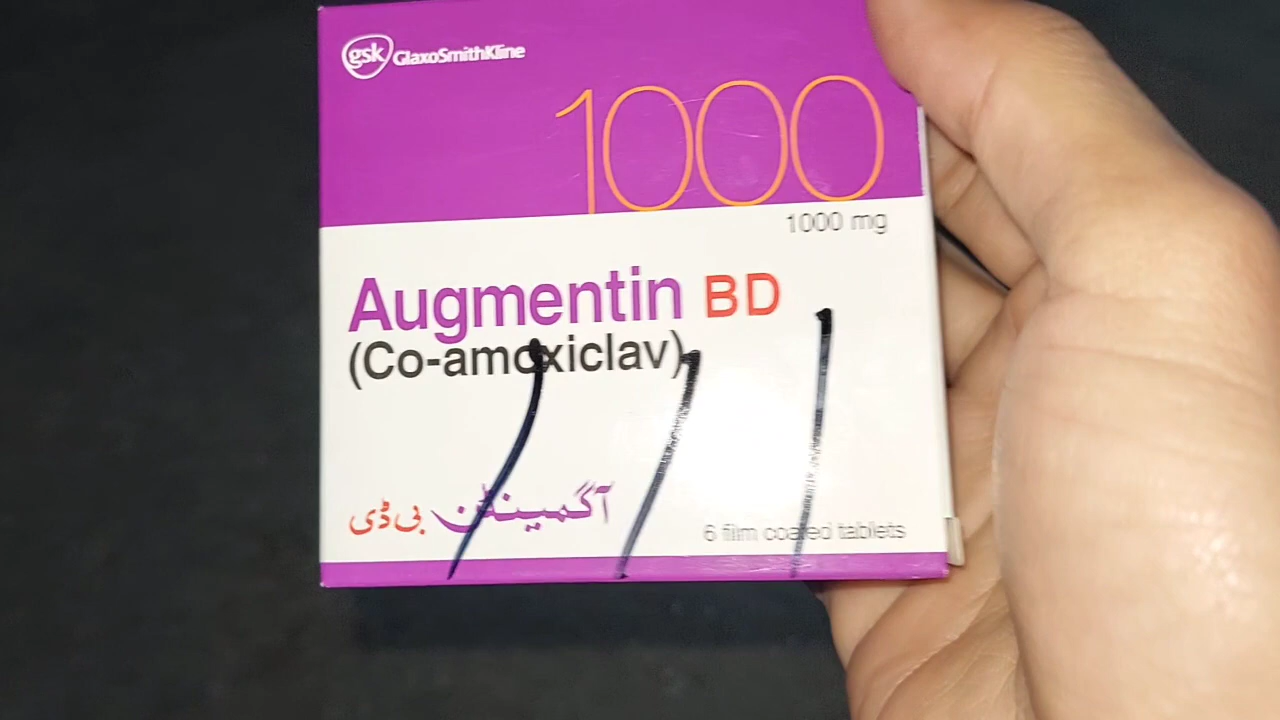 gsk GlaxoSmithKline
1000
1000 mg
Augmentin BD
(Co-amoxiclav)
آگمینٹن بی ڈی
6 film coated tablets